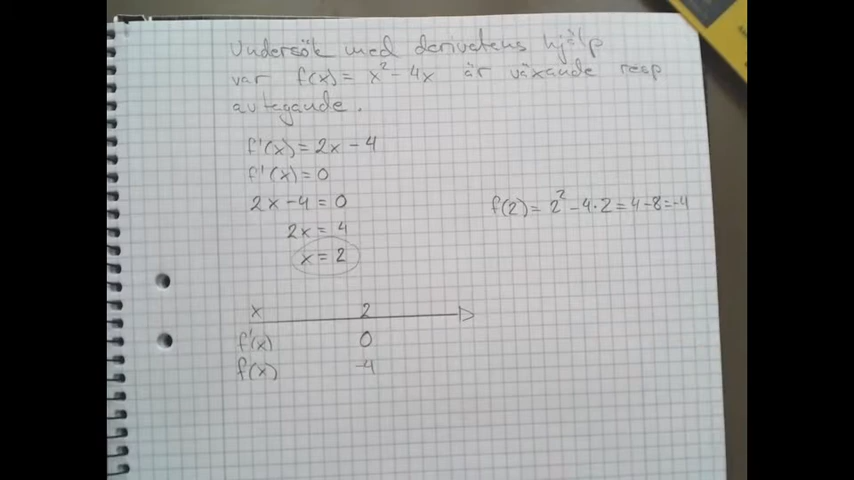 Undersök med derivatans hjälp
var f(x) = x² - 4x är växande resp
avtagande.
f'(x) = 2x - 4
f'(x) = 0
2x - 4 = 0
2x = 4
x = 2
f(2) = 2² - 4·2 = 4 - 8 = -4
x 2
f'(x) 0
f(x) -4